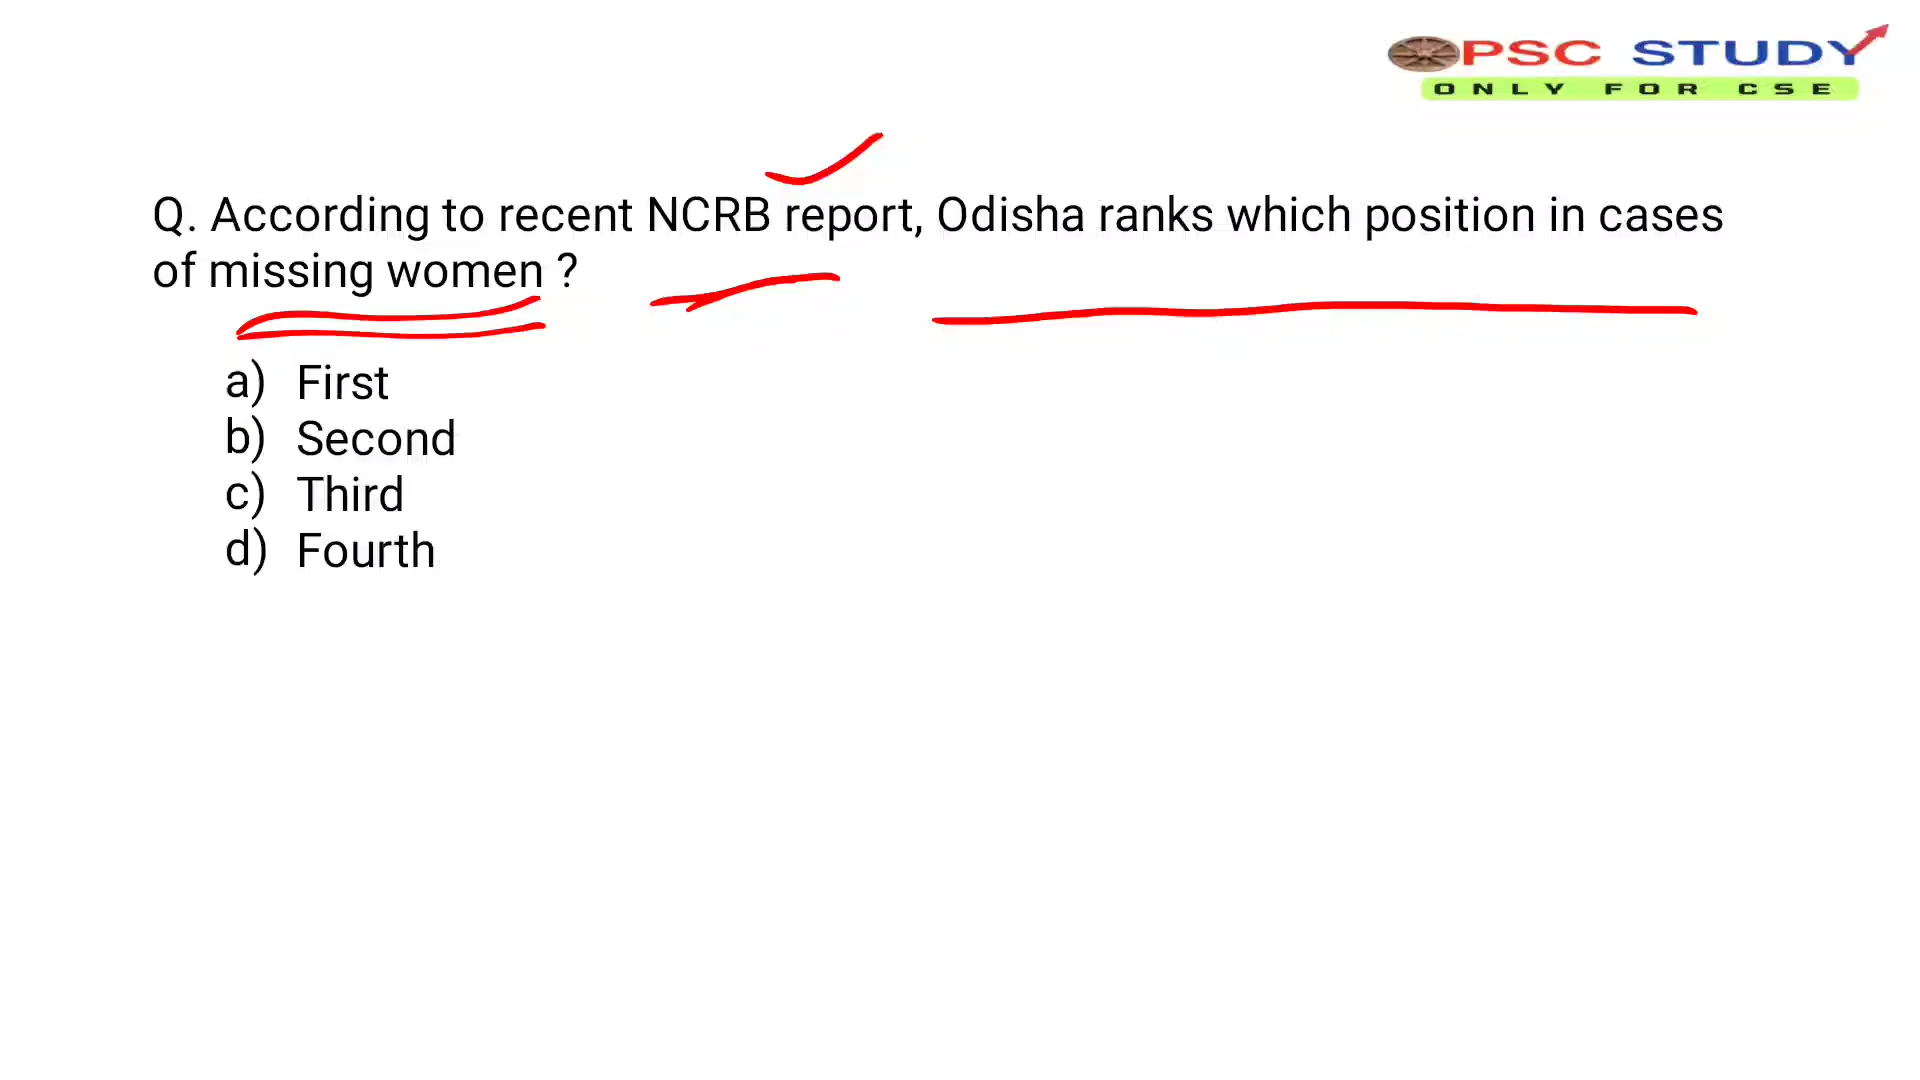 OPSC STUDY
ONLY FOR CSE
Q. According to recent NCRB report, Odisha ranks which position in cases
of missing women ?
a) First
b) Second
c) Third
d) Fourth